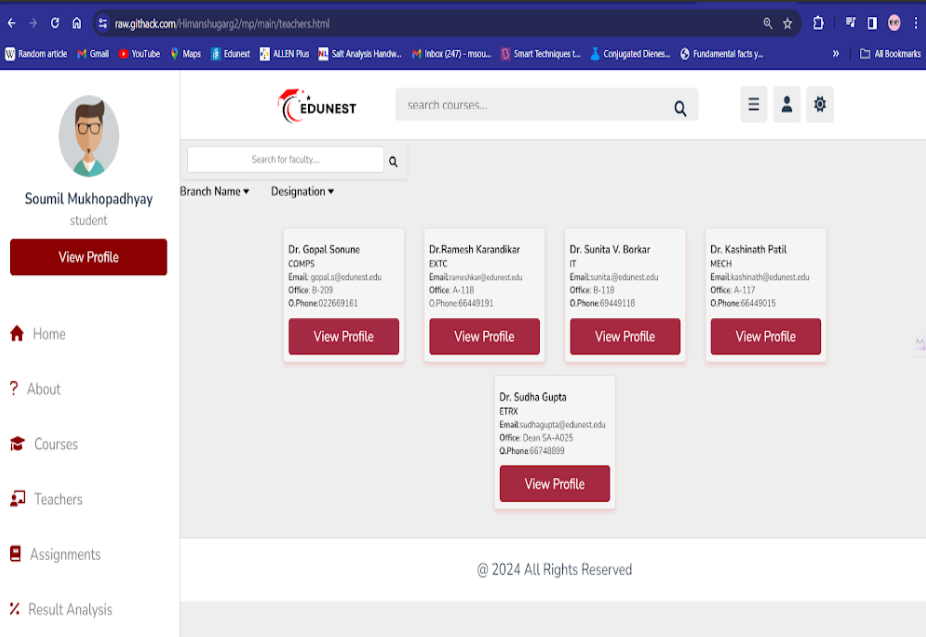 raw.githack.com/Himanshugarg2/mp/main/teachers.html
Random article Gmail YouTube Maps Edunext ALLEN Plus Salt Analysis Handw... Inbox (247) - msou... Smart Techniques t... Conjugated Dienes... Fundamental facts y... » All Bookmarks
EDUNEST
search courses...
Soumil Mukhopadhyay
student
View Profile
Home
? About
Courses
Teachers
Assignments
Result Analysis
Search for faculty...
Branch Name Designation
Dr. Gopal Sonune
COMPS
Email: gopal.s@edunest.edu
Office: B-209
O.Phone:022669161
View Profile
Dr.Ramesh Karandikar
EXTC
Email:rameshkar@edunest.edu
Office: A-118
O.Phone:66449191
View Profile
Dr. Sunita V. Borkar
IT
Email:sunita.@edunest.edu
Office: B-118
O.Phone:69449118
View Profile
Dr. Kashinath Patil
MECH
Email:kashinath@edunest.edu
Office: A-117
O.Phone:66449015
View Profile
Dr. Sudha Gupta
ETRX
Email:sudhagupta@edunest.edu
Office: Dean SA-A025
O.Phone:66748899
View Profile
@ 2024 All Rights Reserved